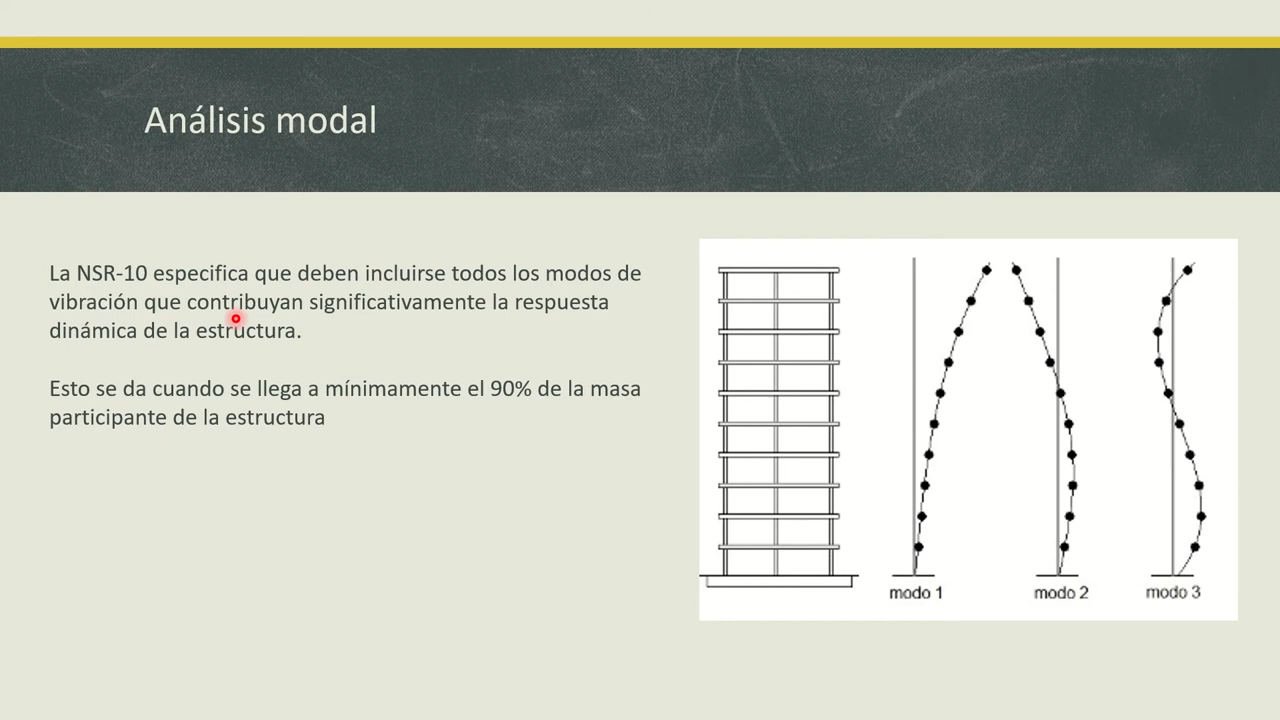 Análisis modal
La NSR-10 especifica que deben incluirse todos los modos de
vibración que contribuyan significativamente la respuesta
dinámica de la estructura.
Esto se da cuando se llega a mínimamente el 90% de la masa
participante de la estructura
modo 1
modo 2
modo 3